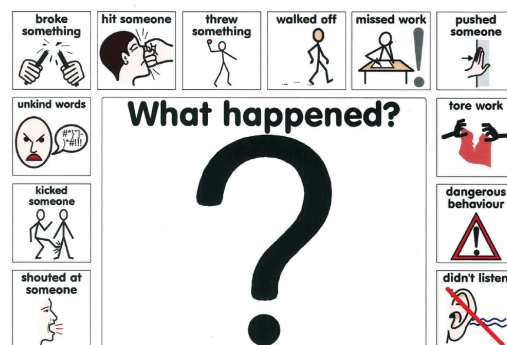 broke
something
hit someone
threw
something
walked off
missed work
pushed
someone
unkind words
#*)"]-
)*#!!!
What happened?
tore work
kicked
someone
dangerous
behaviour
shouted at
someone
didn't listen